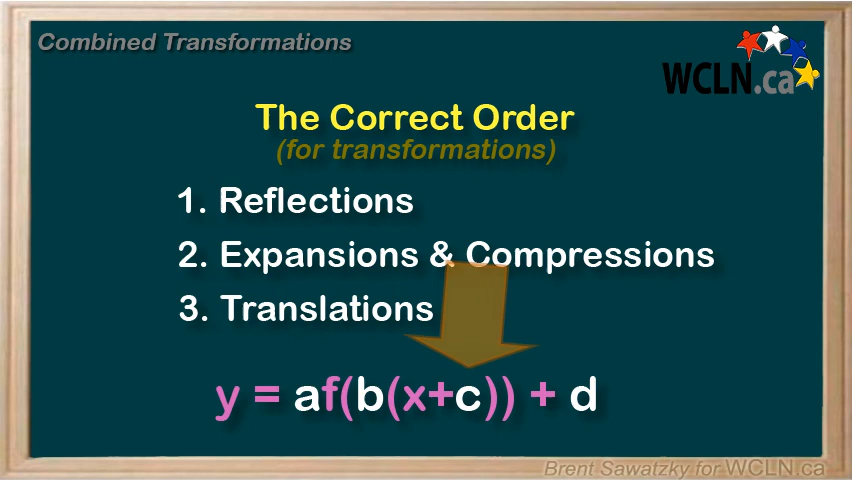 Combined Transformations
WCLN.ca
The Correct Order
(for transformations)
1. Reflections
2. Expansions & Compressions
3. Translations
y = af(b(x+c)) + d
Brent Sawatzky for WCLN.ca